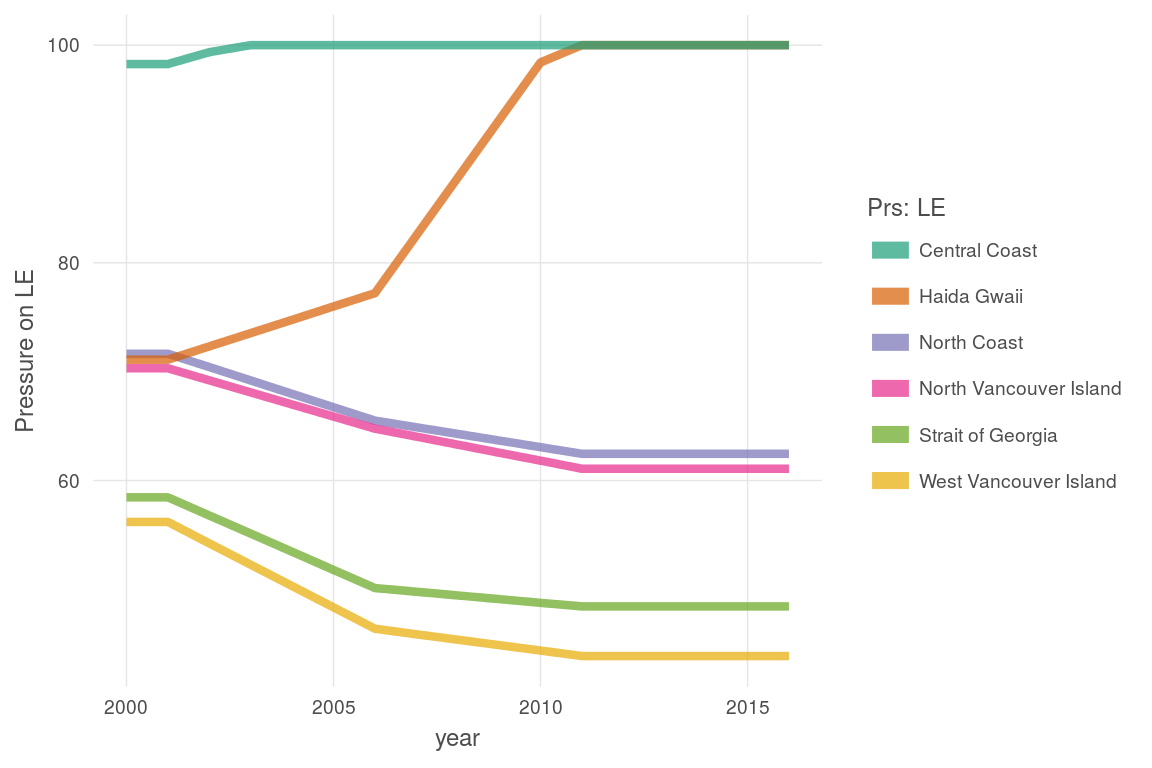 100
80
60
Pressure on LE
2000
2005
2010
2015
year
Prs: LE
Central Coast
Haida Gwaii
North Coast
North Vancouver Island
Strait of Georgia
West Vancouver Island